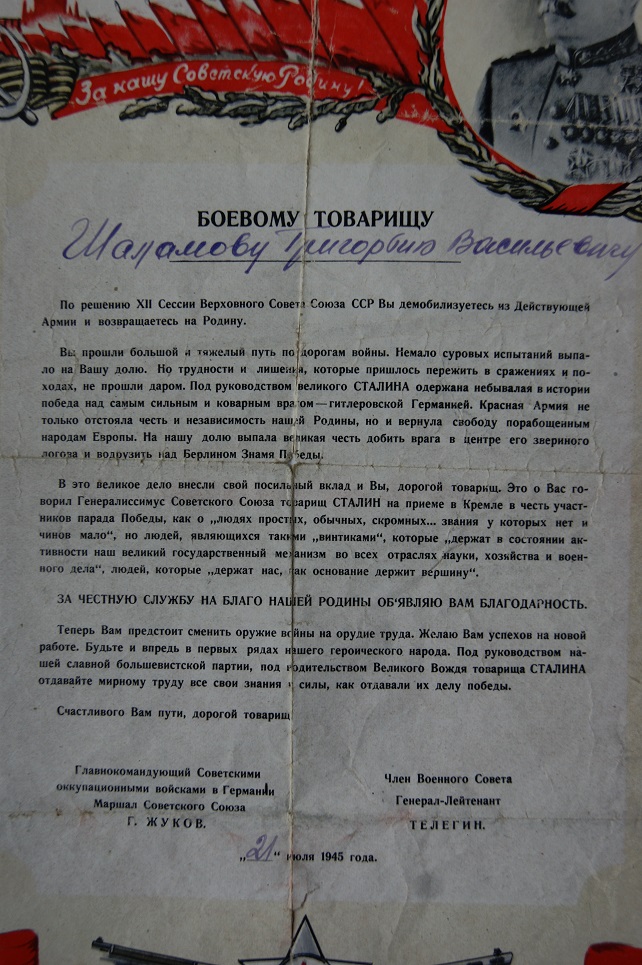 За нашу Советскую Родину!
БОЕВОМУ ТОВАРИЩУ
Шаламову Григорбию Васильевичу
По решению XII Сессии Верховного Совета Союза ССР Вы демобилизуетесь из Действующей
Армии и возвращаетесь на Родину.
Вы прошли большой и тяжелый путь по дорогам войны. Немало суровых испытаний выпа-
ло на Вашу долю. Но трудности и лишения, которые пришлось пережить в сражениях и по-
ходах, не прошли даром. Под руководством великого СТАЛИНА одержана небывалая в истории
победа над самым сильным и коварным врагом — гитлеровской Германией. Красная Армия не
только отстояла честь и независимость нашей Родины, но и вернула свободу порабощенным
народам Европы. На нашу долю выпала великая честь добить врага в центре его звериного
логова и водрузить над Берлином Знамя Победы.
В это великое дело внесли свой посильный вклад и Вы, дорогой товарищ. Это о Вас го-
ворил Генералиссимус Советского Союза товарищ СТАЛИН на приеме в Кремле в честь участ-
ников парада Победы, как о „людях простых, обычных, скромных... звания у которых нет и
чинов мало“, но людям, являющихся такими „винтиками“, которые „держат в состоянии ак-
тивности наш великий государственный механизм во всех отраслях науки, хозяйства и воен-
ного дела“, людей, которые „держат нас, как основание держит вершину“.
ЗА ЧЕСТНУЮ СЛУЖБУ НА БЛАГО НАШЕЙ РОДИНЫ ОБ'ЯВЛЯЮ ВАМ БЛАГОДАРНОСТЬ.
Теперь Вам предстоит сменить оружие войны на орудие труда. Желаю Вам успехов на новой
работе. Будьте и впредь в первых рядах нашего героического народа. Под руководством на-
шей славной большевистской партии, под водительством Великого Вождя товарища СТАЛИНА
отдавайте мирному труду все свои знания и силы, как отдавали их делу победы.
Счастливого Вам пути, дорогой товарищ
Главнокомандующий Советскими
оккупационными войсками в Германии
Маршал Советского Союза
Г. ЖУКОВ.
Член Военного Совета
Генерал-Лейтенант
ТЕЛЕГИН.
„21“ июля 1945 года.